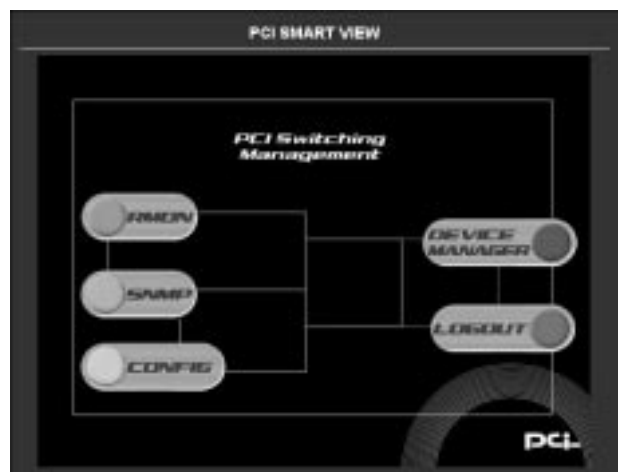 PCI SMART VIEW
PCI Switching
Management
RMON
SNMP
CONFIG
DEVICE
MANAGER
LOGOUT
pci